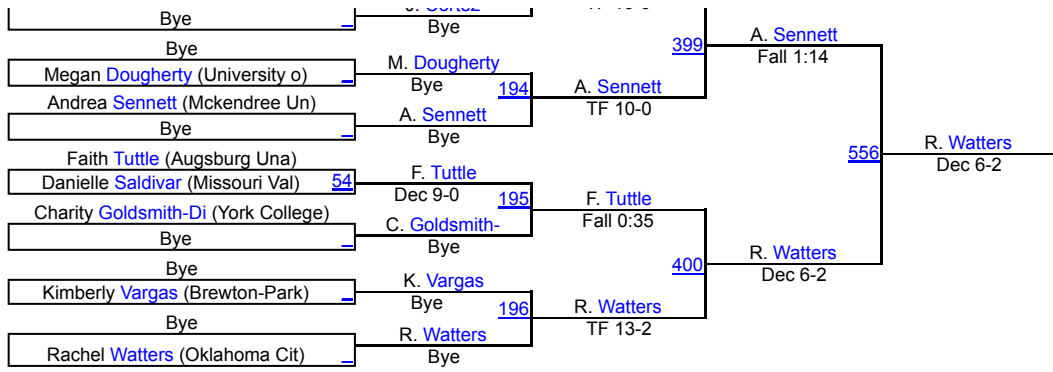 Bye
Bye
Megan Dougherty (University o)
Andrea Sennett (Mckendree Un)
Bye
Faith Tuttle (Augsburg Una)
Danielle Saldivar (Missouri Val) 54
Charity Goldsmith-Di (York College)
Bye
Bye
Kimberly Vargas (Brewton-Park)
Bye
Rachel Watters (Oklahoma Cit)
Bye
M. Dougherty
Bye
194
A. Sennett
Bye
F. Tuttle
Dec 9-0
195
C. Goldsmith-
Bye
K. Vargas
Bye
196
R. Watters
Bye
399
A. Sennett
TF 10-0
F. Tuttle
Fall 0:35
400
R. Watters
TF 13-2
A. Sennett
Fall 1:14
556
R. Watters
Dec 6-2
R. Watters
Dec 6-2